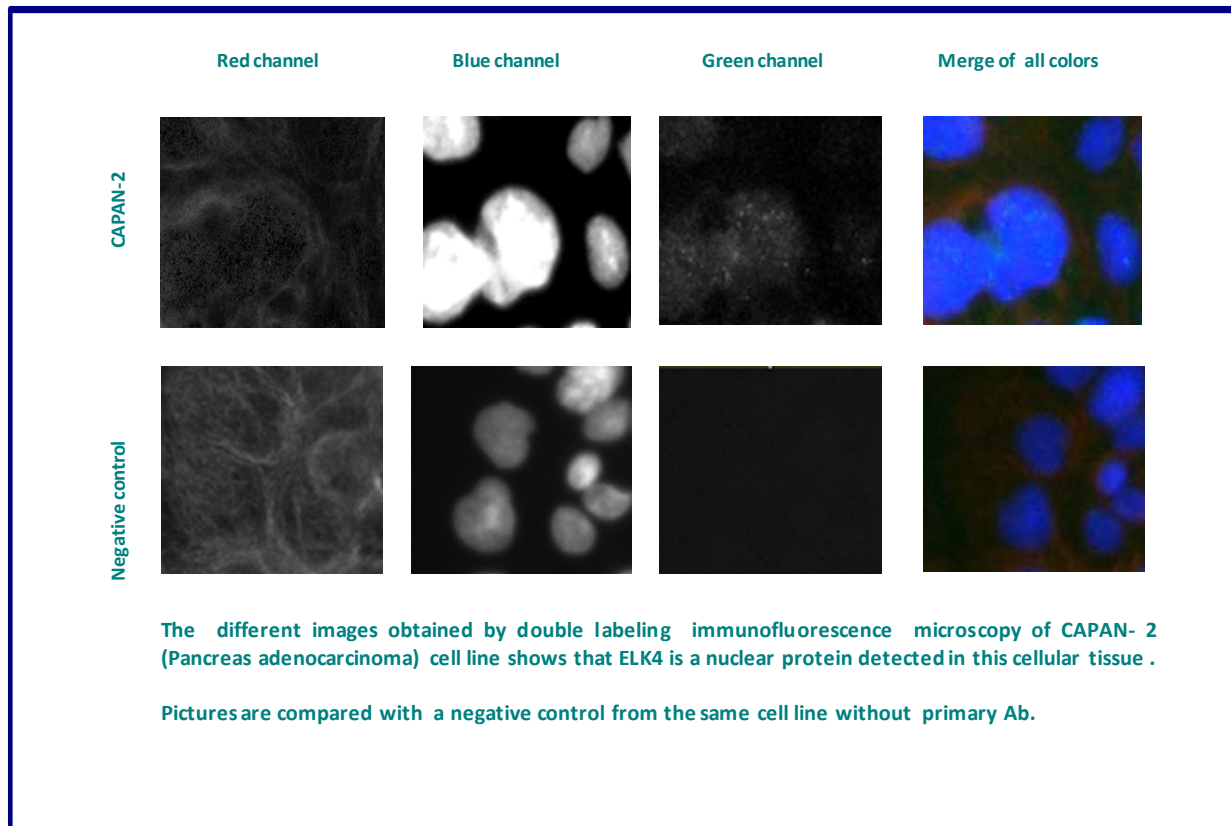 Red channel Blue channel Green channel Merge of all colors
CAPAN-2
Negative control
The different images obtained by double labeling immunofluorescence microscopy of CAPAN- 2
(Pancreas adenocarcinoma) cell line shows that ELK4 is a nuclear protein detected in this cellular tissue .
Pictures are compared with a negative control from the same cell line without primary Ab.